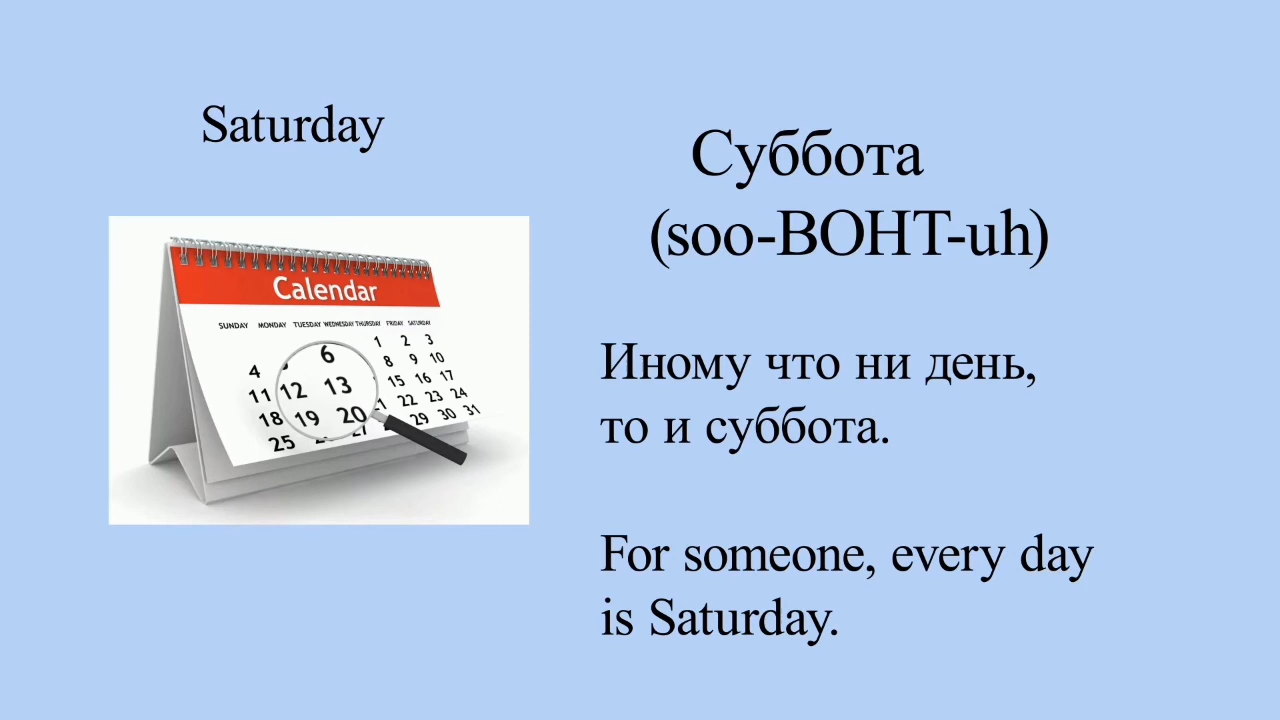 Saturday
Суббота
(soo-BOHT-uh)
Calendar
SUNDAY MONDAY TUESDAY WEDNESDAY THURSDAY FRIDAY SATURDAY
1 2 3
4 6 8 9 10
11 12 13 15 16 17
18 19 20 22 23 24
25 27 29 30 31
Иному что ни день,
то и суббота.
For someone, every day
is Saturday.